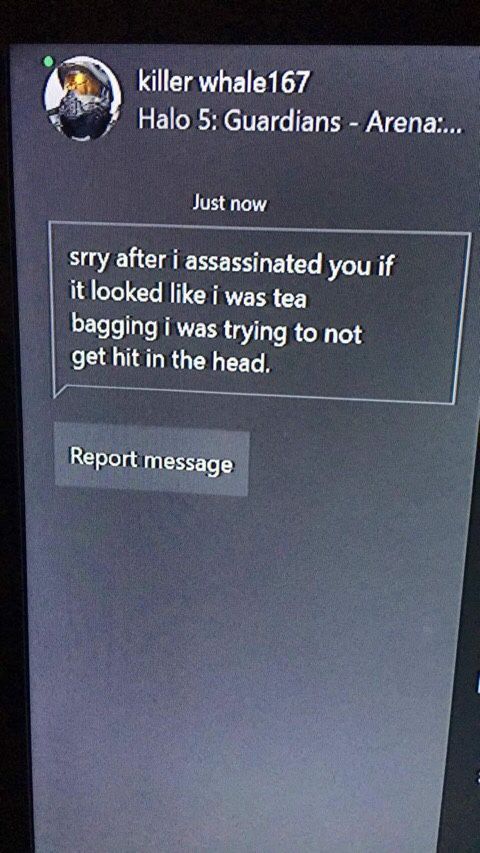 killer whale167
Halo 5: Guardians - Arena:...
Just now
srry after i assassinated you if
it looked like i was tea
bagging i was trying to not
get hit in the head.
Report message